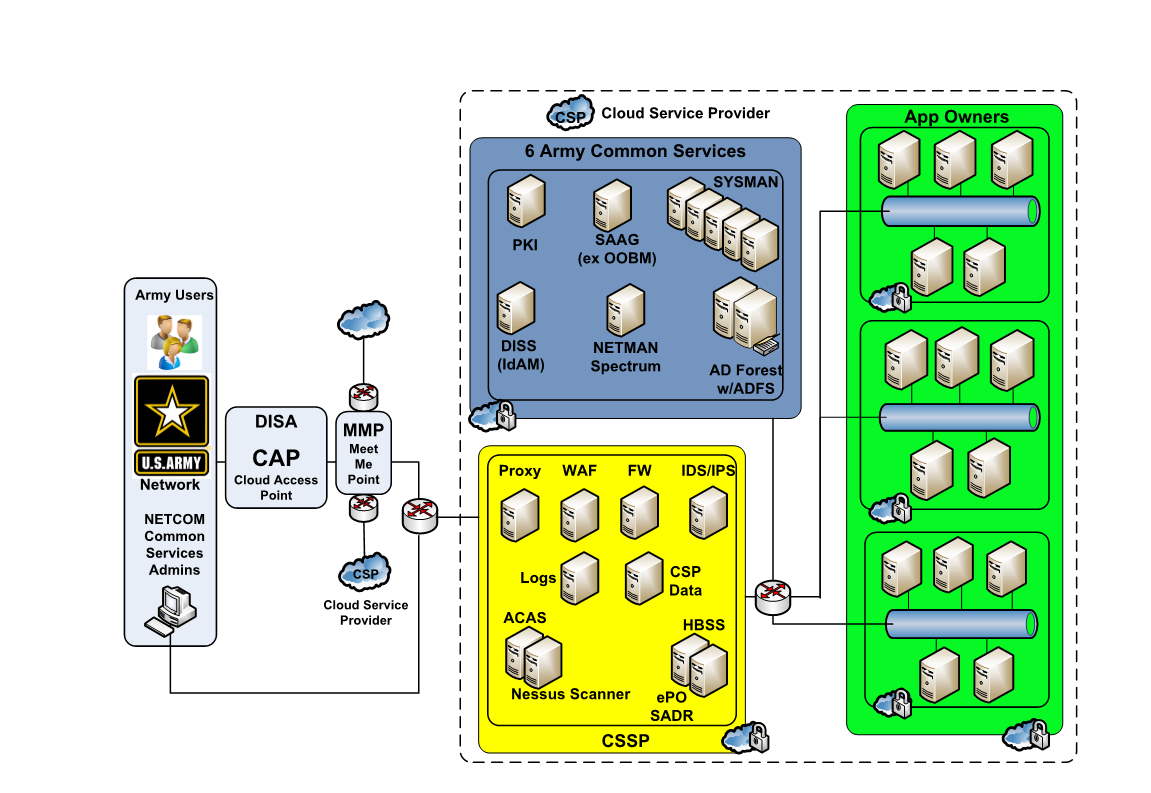 CSP
Cloud Service Provider
6 Army Common Services
SYSMAN
PKI
SAAG
(ex OOBM)
DISS
(IdAM)
NETMAN
Spectrum
AD Forest
w/ADFS
App Owners
Army Users
U.S.ARMY
Network
NETCOM
Common
Services
Admins
DISA
CAP
Cloud Access
Point
MMP
Meet
Me
Point
CSP
Cloud Service
Provider
Proxy
WAF
FW
IDS/IPS
Logs
CSP
Data
ACAS
Nessus Scanner
HBSS
ePO
SADR
CSSP